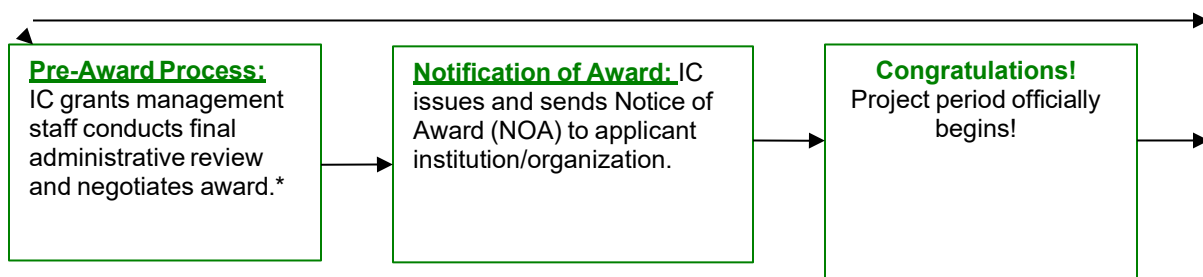 Pre-Award Process:
IC grants management
staff conducts final
administrative review
and negotiates award.*
Notification of Award: IC
issues and sends Notice of
Award (NOA) to applicant
institution/organization.
Congratulations!
Project period officially
begins!